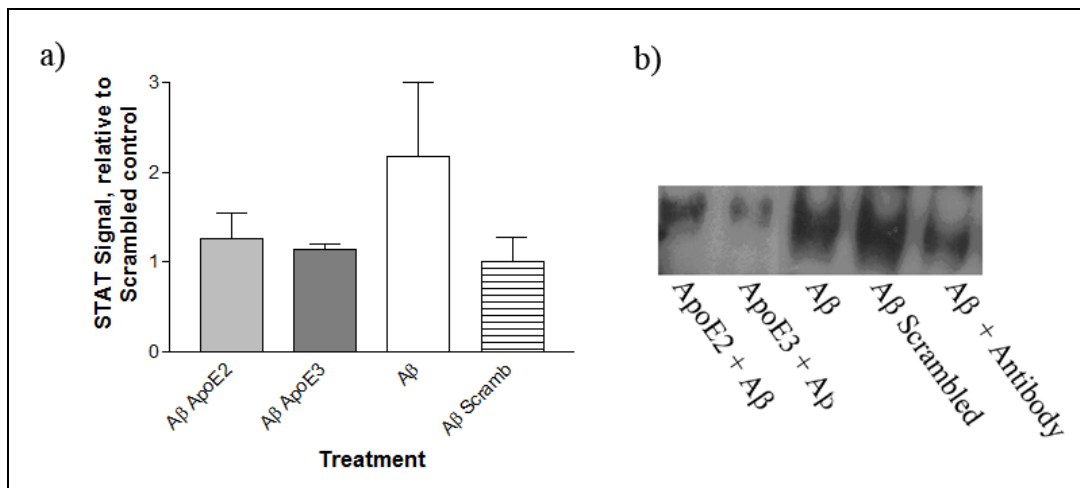 a)
STAT Signal, relative to
Scrambled control
3
2
1
0
Aβ ApoE2
Aβ ApoE3
Aβ
Aβ Scramb
Treatment
b)
ApoE2 + Aβ
ApoE3 + Aβ
Aβ
Aβ Scrambled
Aβ + Antibody